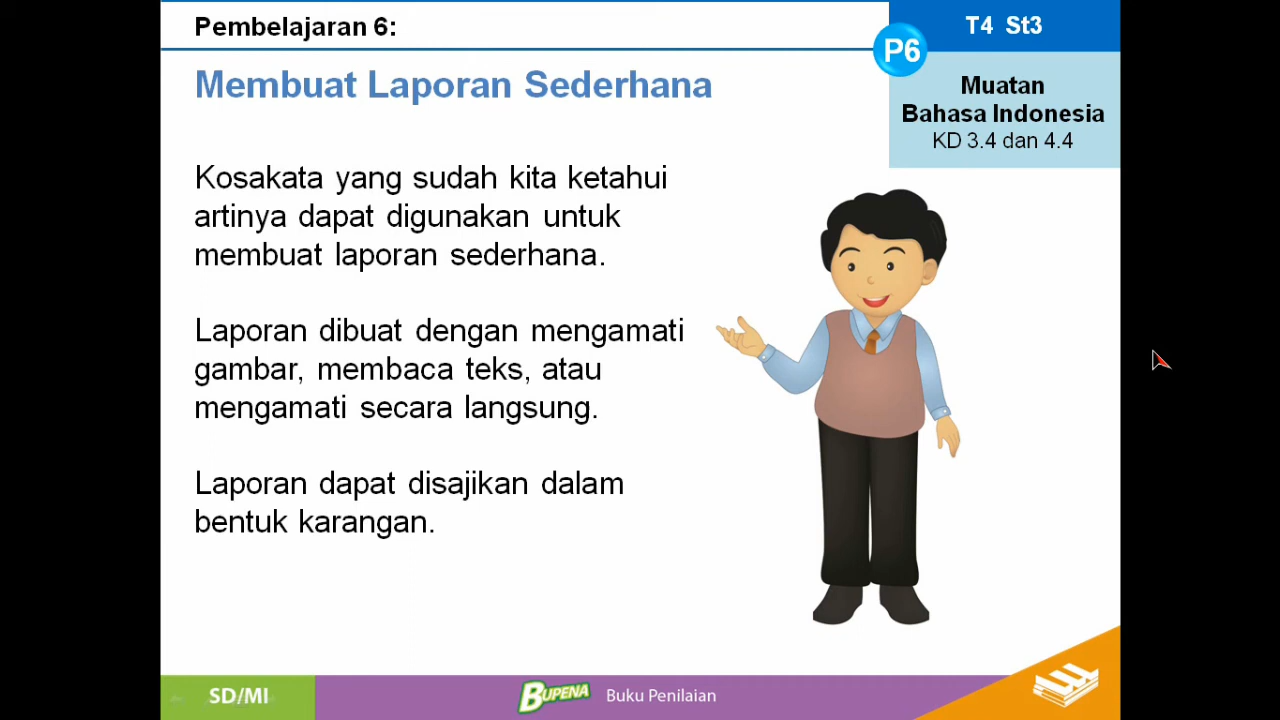 Pembelajaran 6:
T4 St3
P6
Membuat Laporan Sederhana
Muatan
Bahasa Indonesia
KD 3.4 dan 4.4
Kosakata yang sudah kita ketahui
artinya dapat digunakan untuk
membuat laporan sederhana.
Laporan dibuat dengan mengamati
gambar, membaca teks, atau
mengamati secara langsung.
Laporan dapat disajikan dalam
bentuk karangan.
SD/MI
BUPENA
Buku Penilaian